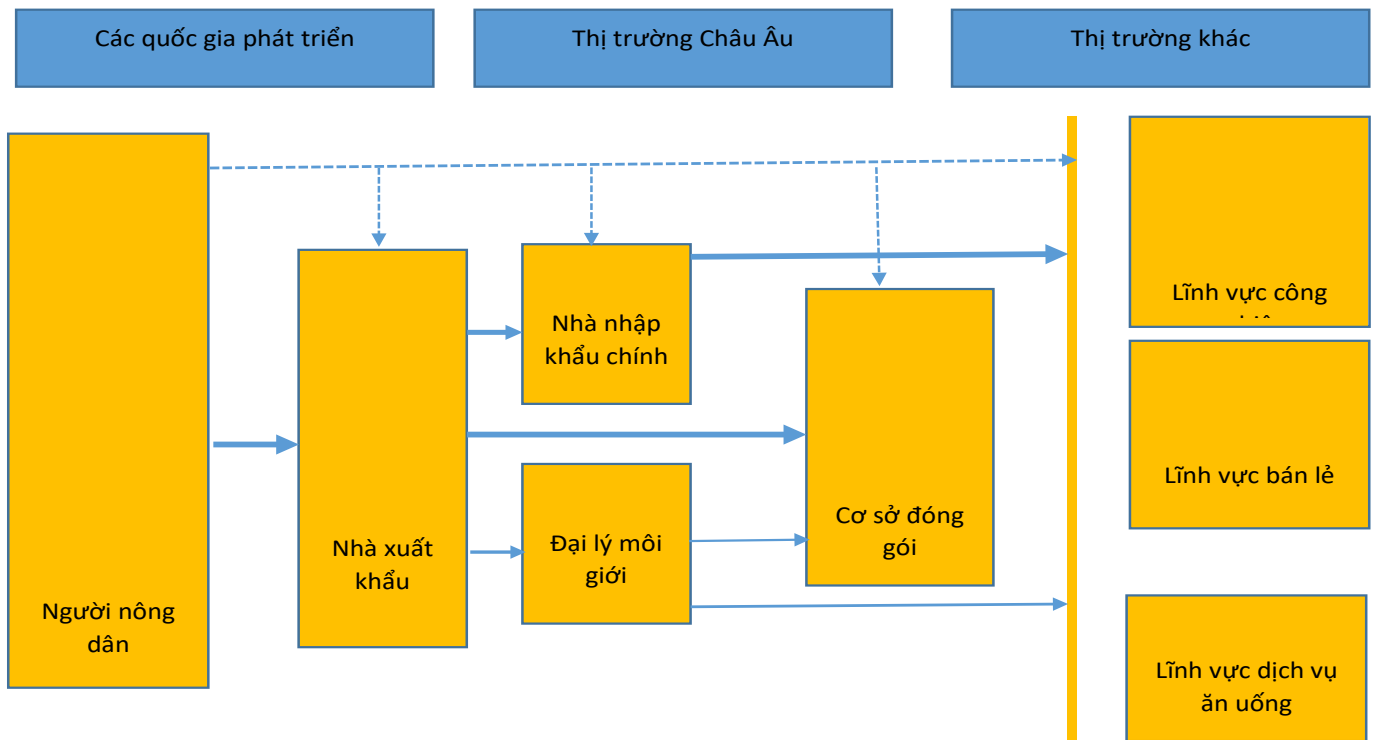 Các quốc gia phát triển
Thị trường Châu Âu
Thị trường khác
Người nông
dân
Nhà xuất
khẩu
Nhà nhập
khẩu chính
Đại lý môi
giới
Cơ sở đóng
gói
Lĩnh vực công
Lĩnh vực bán lẻ
Lĩnh vực dịch vụ
ăn uống